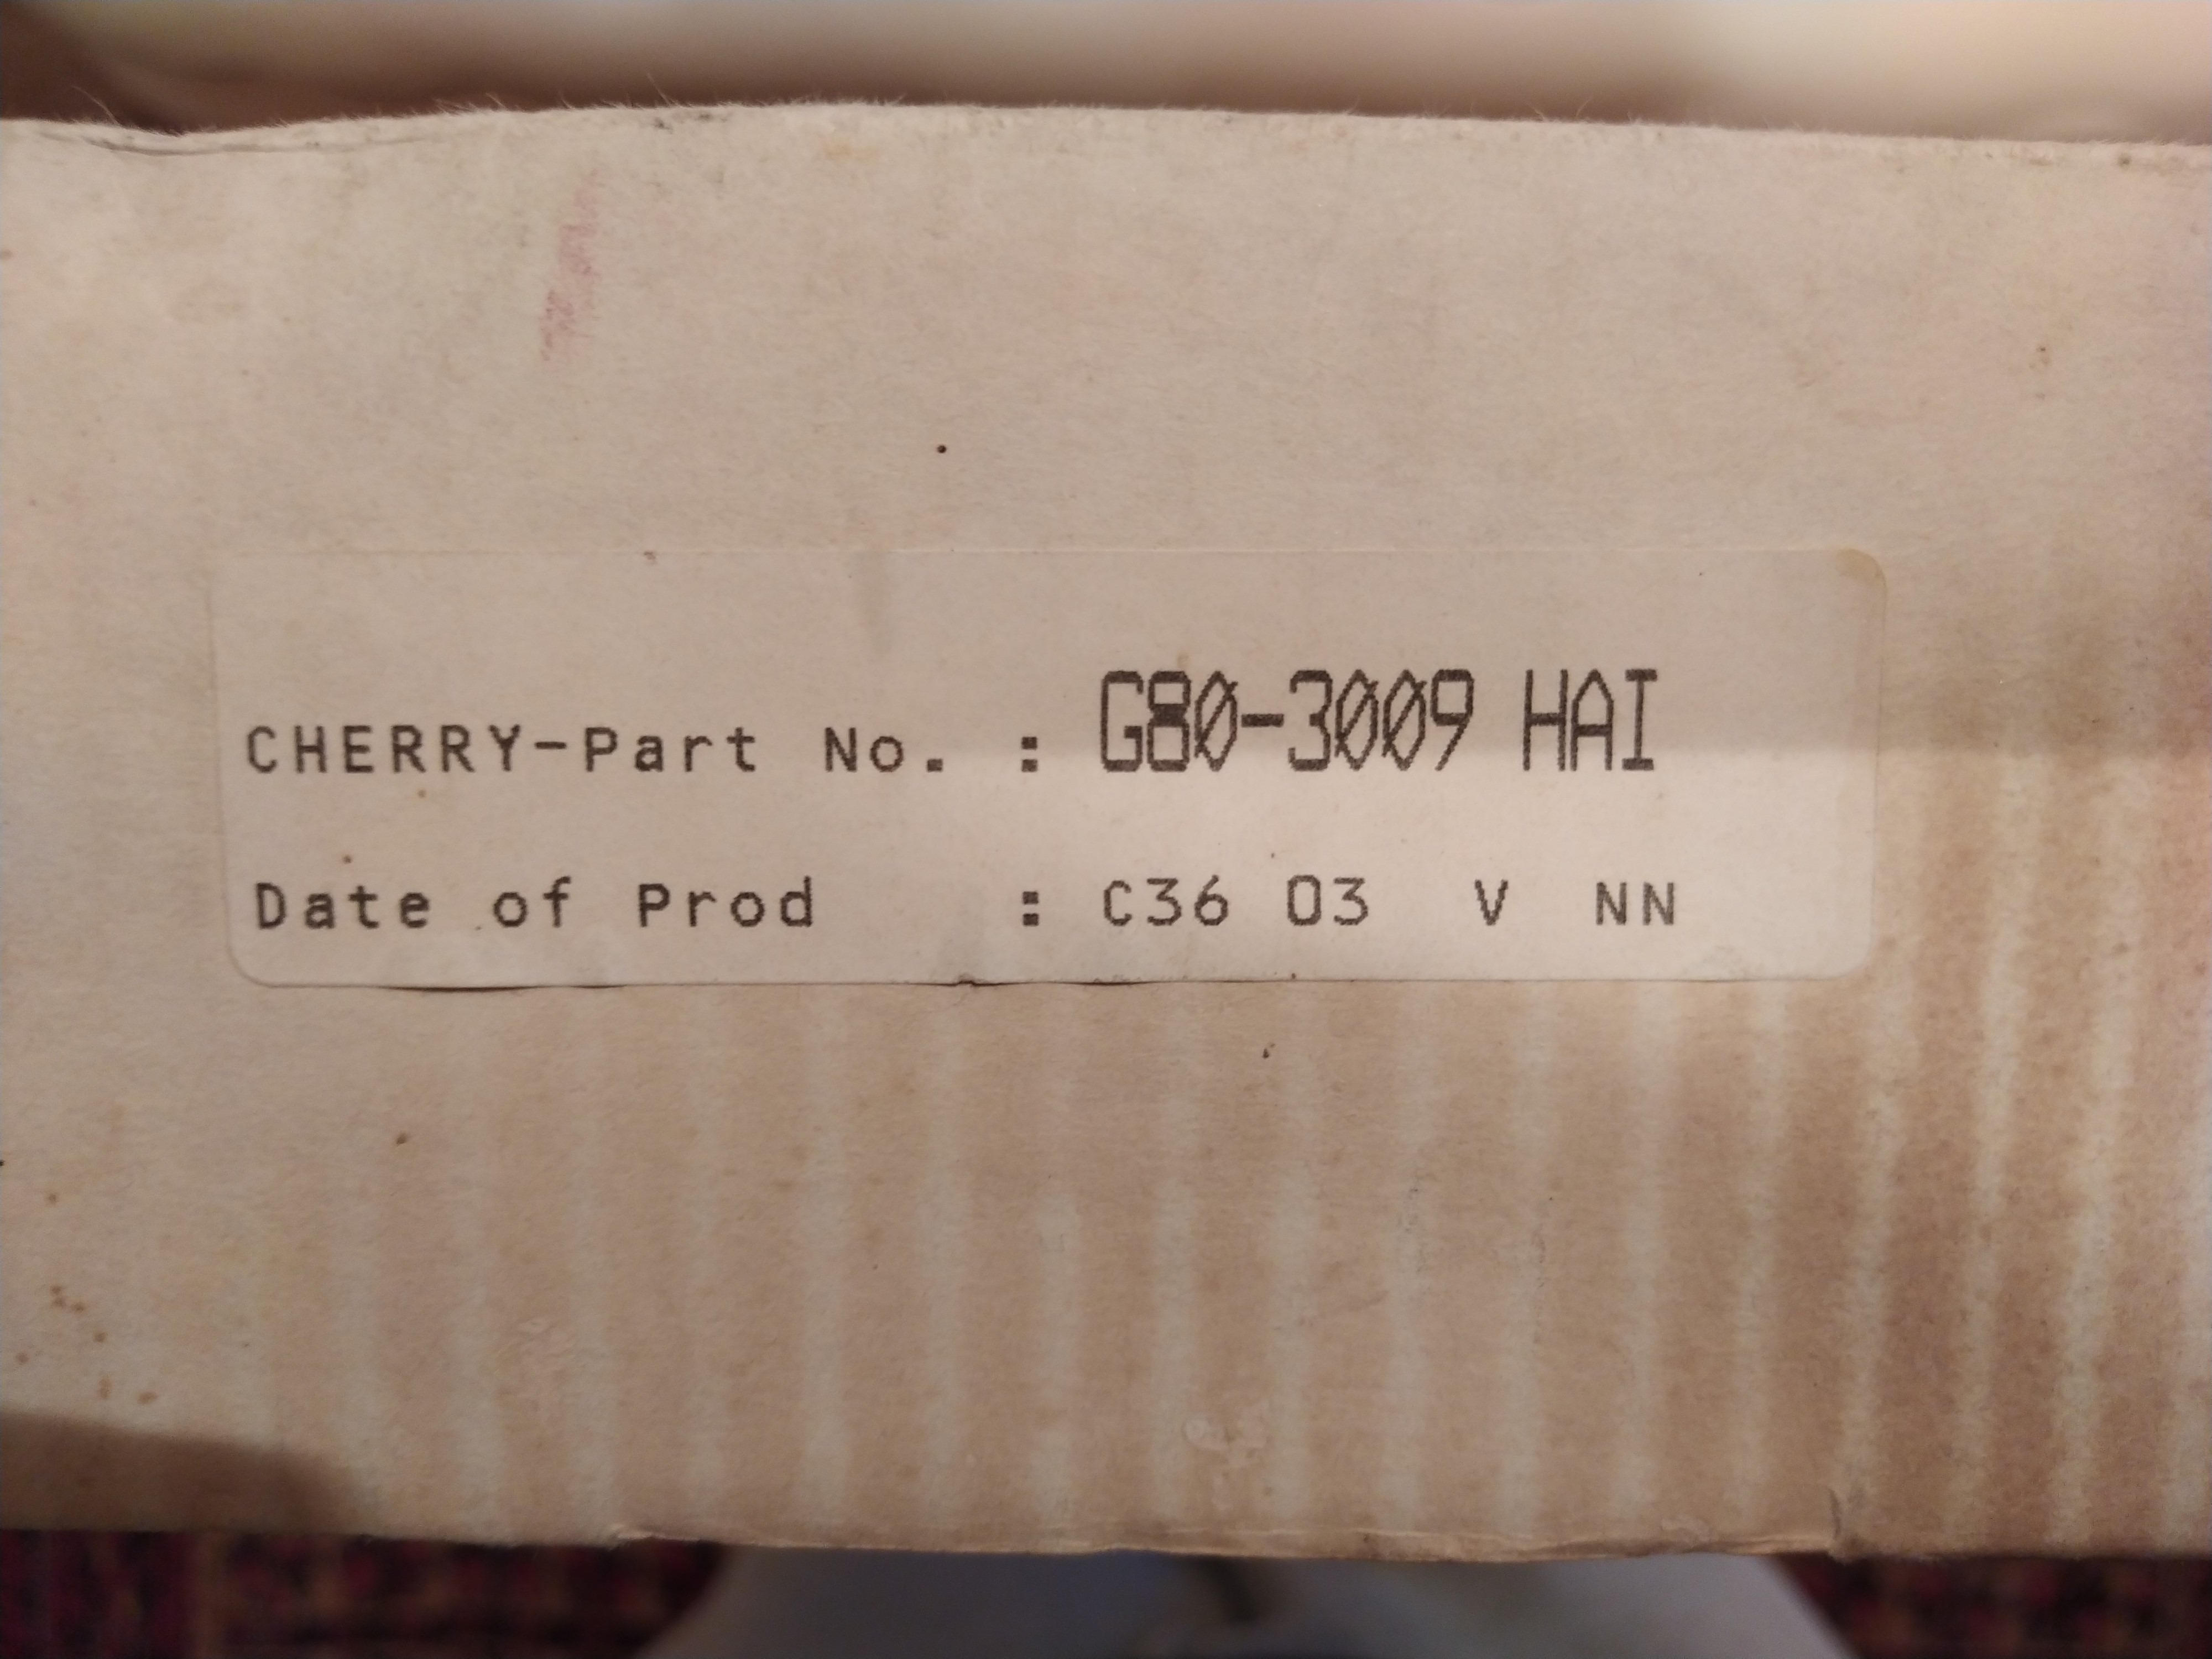 CHERRY-Part No. : G80-3009 HAI
Date of Prod : C36 03 V NN